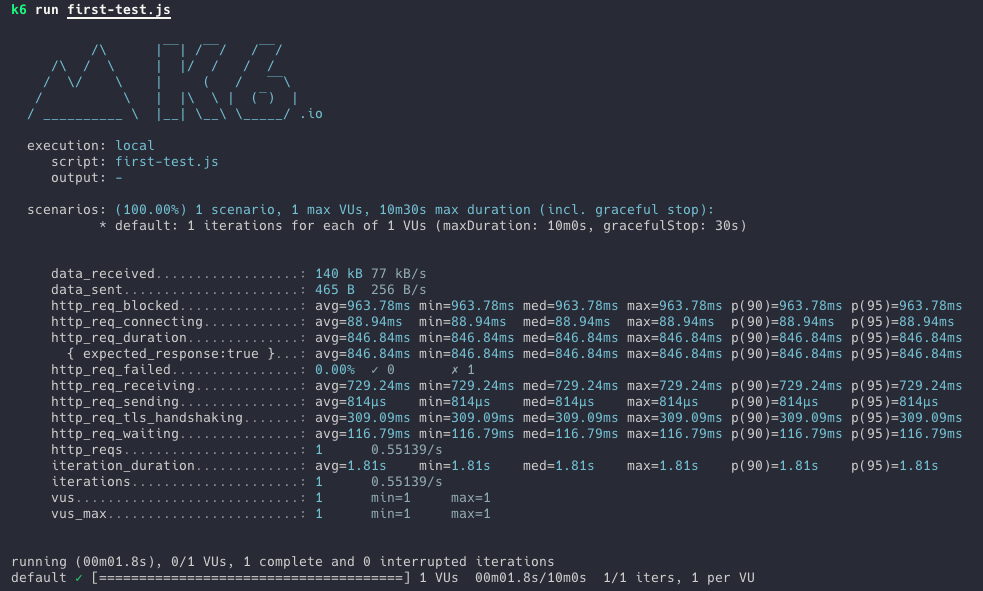 k6 run first-test.js
          /\      |‾‾| /‾‾/   /‾‾/
     /\  /  \     |  |/  /   /  /
    /  \/    \    |     (   /   ‾‾\
   /          \   |  |\  \ |  (‾)  |
  / __________ \  |__| \__\ \_____/ .io
execution: local
script: first-test.js
output: -
scenarios: (100.00%) 1 scenario, 1 max VUs, 10m30s max duration (incl. graceful stop):
* default: 1 iterations for each of 1 VUs (maxDuration: 10m0s, gracefulStop: 30s)
data_received..................: 140 kB 77 kB/s
data_sent......................: 465 B  256 B/s
http_req_blocked...............: avg=963.78ms min=963.78ms med=963.78ms max=963.78ms p(90)=963.78ms p(95)=963.78ms
http_req_connecting............: avg=88.94ms  min=88.94ms  med=88.94ms  max=88.94ms  p(90)=88.94ms  p(95)=88.94ms
http_req_duration..............: avg=846.84ms min=846.84ms med=846.84ms max=846.84ms p(90)=846.84ms p(95)=846.84ms
{ expected_response:true }...: avg=846.84ms min=846.84ms med=846.84ms max=846.84ms p(90)=846.84ms p(95)=846.84ms
http_req_failed................: 0.00%  ✓ 0       ✗ 1
http_req_receiving.............: avg=729.24ms min=729.24ms med=729.24ms max=729.24ms p(90)=729.24ms p(95)=729.24ms
http_req_sending...............: avg=814µs    min=814µs    med=814µs    max=814µs    p(90)=814µs    p(95)=814µs
http_req_tls_handshaking.......: avg=309.09ms min=309.09ms med=309.09ms max=309.09ms p(90)=309.09ms p(95)=309.09ms
http_req_waiting...............: avg=116.79ms min=116.79ms med=116.79ms max=116.79ms p(90)=116.79ms p(95)=116.79ms
http_reqs......................: 1      0.55139/s
iteration_duration.............: avg=1.81s    min=1.81s    med=1.81s    max=1.81s    p(90)=1.81s    p(95)=1.81s
iterations.....................: 1      0.55139/s
vus............................: 1      min=1     max=1
vus_max........................: 1      min=1     max=1
running (00m01.8s), 0/1 VUs, 1 complete and 0 interrupted iterations
default ✓ [======================================] 1 VUs  00m01.8s/10m0s  1/1 iters, 1 per VU